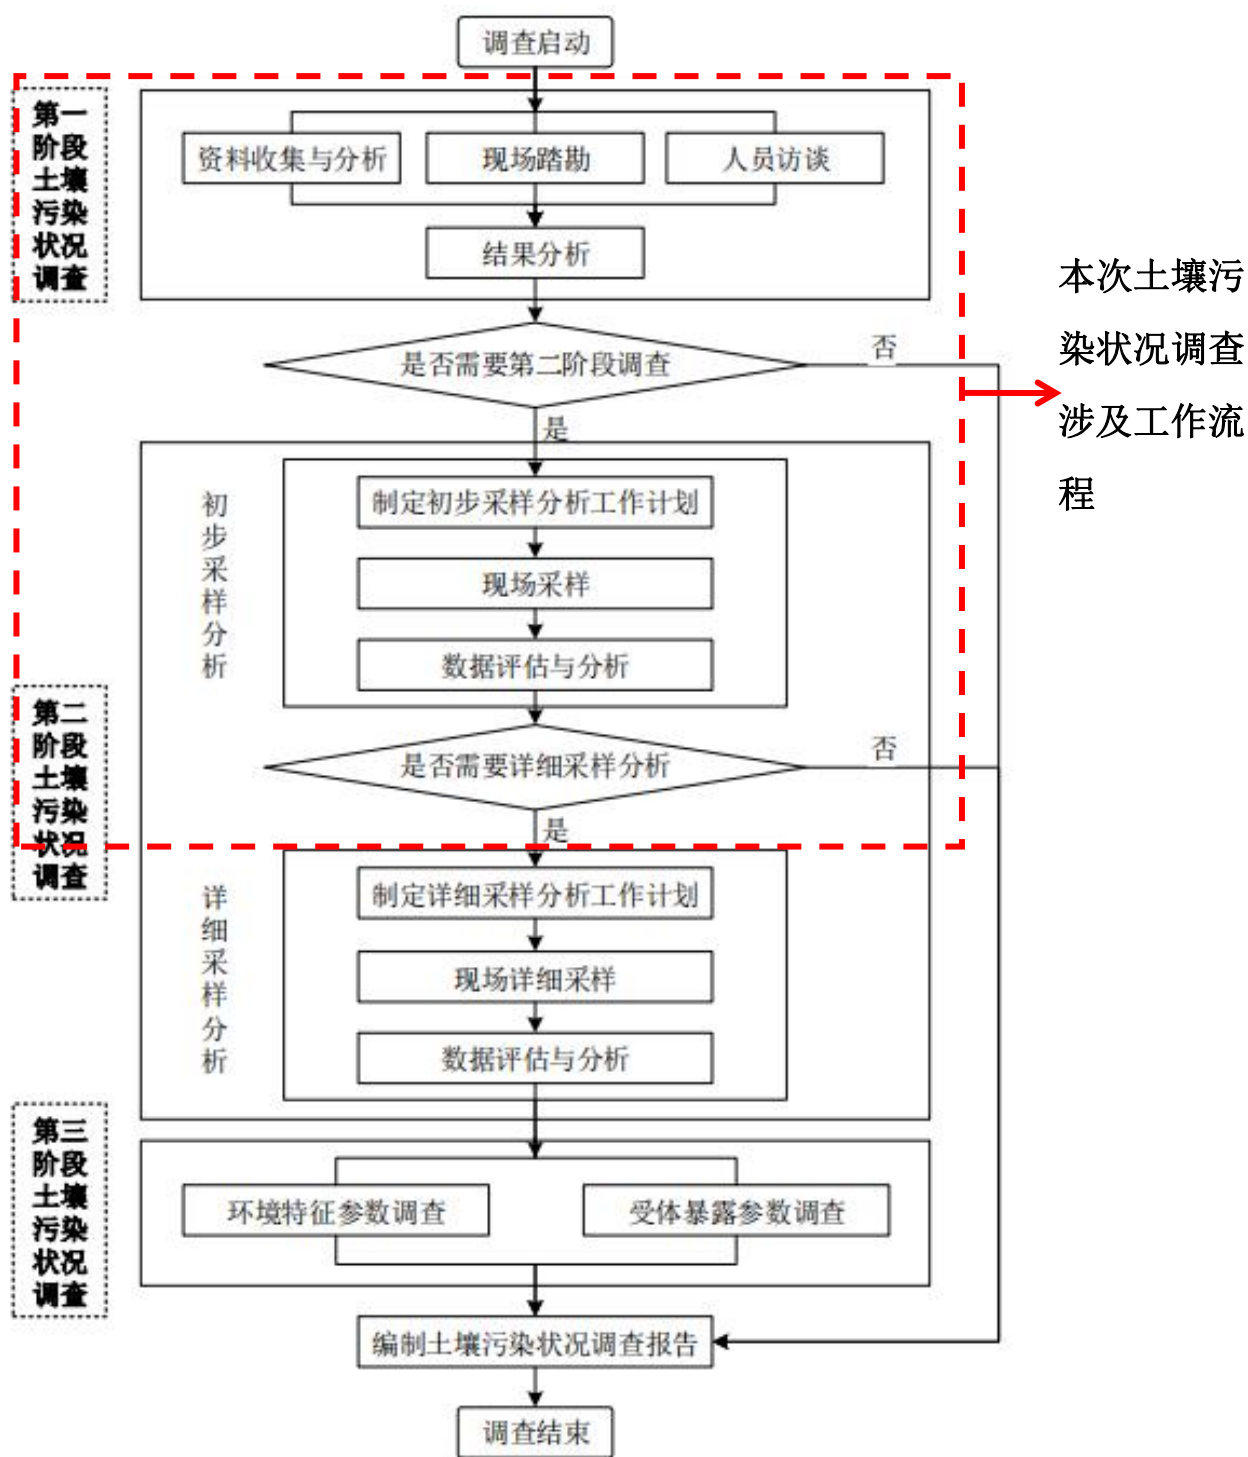 调查启动
第一
阶段
土壤
污染
状况
调查
资料收集与分析
现场踏勘
人员访谈
结果分析
是否需要第二阶段调查
否
是
本次土壤污
染状况调查
涉及工作流
程
初
步
采
样
分
析
制定初步采样分析工作计划
现场采样
数据评估与分析
第二
阶段
土壤
污染
状况
调查
是否需要详细采样分析
否
是
详
细
采
样
分
析
制定详细采样分析工作计划
现场详细采样
数据评估与分析
第三
阶段
土壤
污染
状况
调查
环境特征参数调查
受体暴露参数调查
编制土壤污染状况调查报告
调查结束